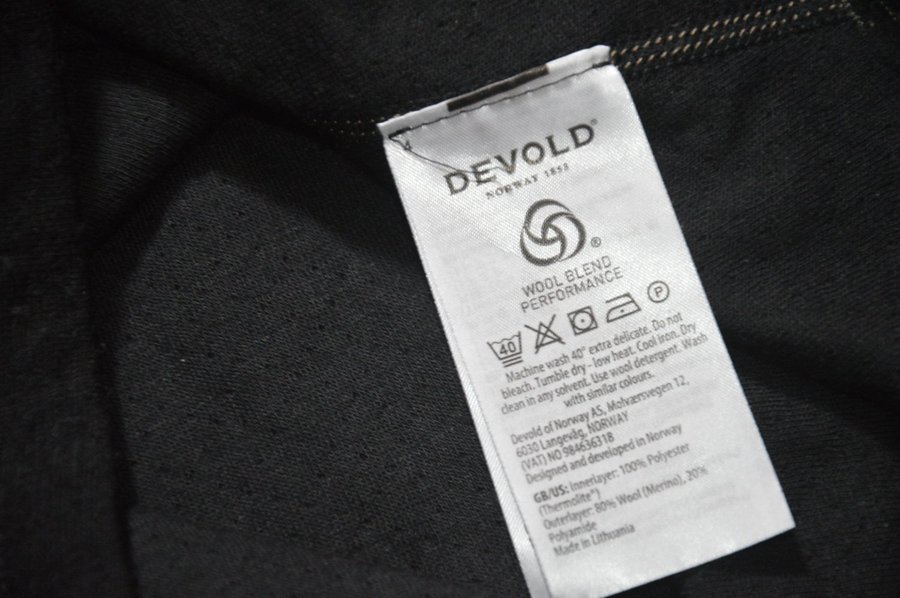 DEVOLD®
NORWAY 1853
®
WOOL BLEND
PERFORMANCE
40
P
Machine wash 40° extra delicate. Do not
bleach. Tumble dry - low heat. Cool iron. Dry
clean in any solvent. Use wool detergent. Wash
with similar colours.
Devold of Norway AS, Molværsvegen 12,
6030 Langevåg, NORWAY
(VAT) NO 984636318
Designed and developed in Norway
GB/US: Innerlayer: 100% Polyester
(Thermolite®)
Outerlayer: 80% Wool (Merino), 20%
Polyamide
Made in Lithuania